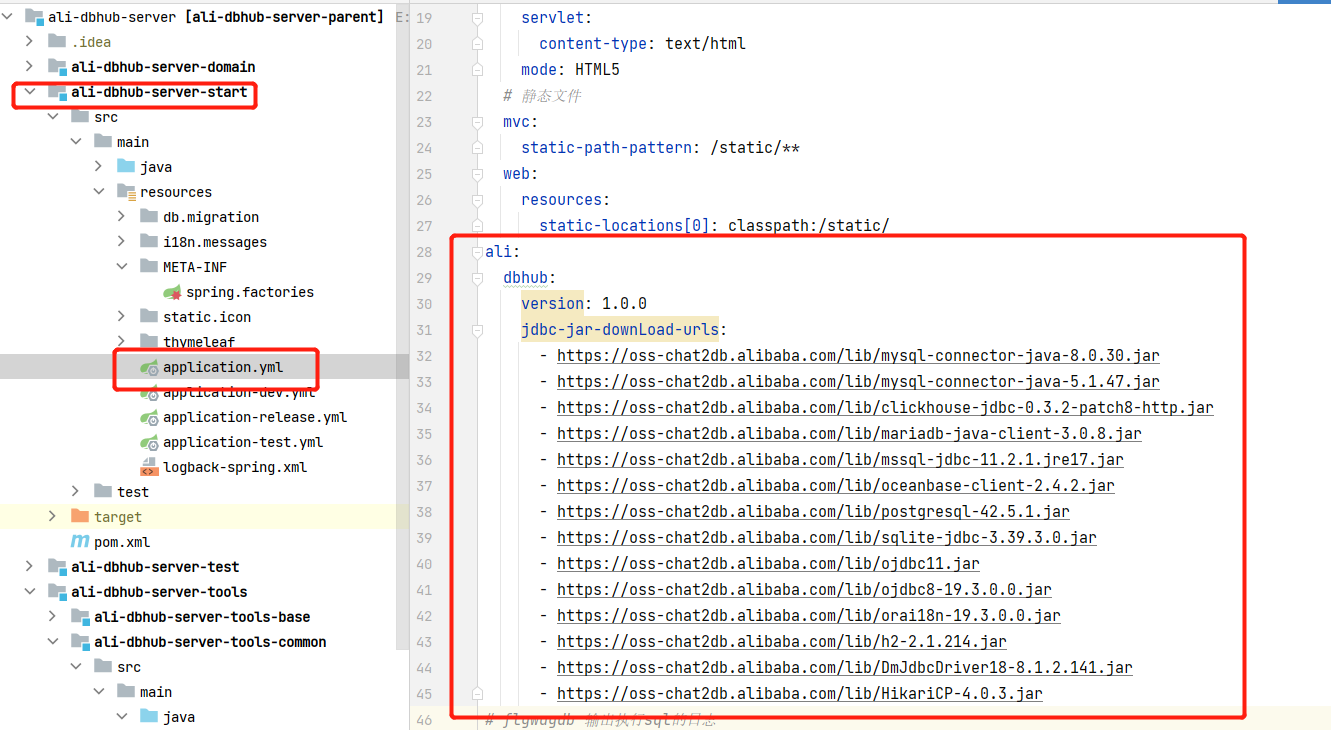 ali-dbhub-server [ali-dbhub-server-parent] E:
.idea
ali-dbhub-server-domain
ali-dbhub-server-start
src
main
java
resources
db.migration
i18n.messages
META-INF
spring.factories
static.icon
thymeleaf
application.yml
application-dev.yml
application-release.yml
application-test.yml
logback-spring.xml
test
target
pom.xml
ali-dbhub-server-test
ali-dbhub-server-tools
ali-dbhub-server-tools-base
ali-dbhub-server-tools-common
src
main
java
19 servlet:
20 content-type: text/html
21 mode: HTML5
22 # 静态文件
23 mvc:
24 static-path-pattern: /static/**
25 web:
26 resources:
27 static-locations[0]: classpath:/static/
28 ali:
29 dbhub:
30 version: 1.0.0
31 jdbc-jar-downLoad-urls:
32 - https://oss-chat2db.alibaba.com/lib/mysql-connector-java-8.0.30.jar
33 - https://oss-chat2db.alibaba.com/lib/mysql-connector-java-5.1.47.jar
34 - https://oss-chat2db.alibaba.com/lib/clickhouse-jdbc-0.3.2-patch8-http.jar
35 - https://oss-chat2db.alibaba.com/lib/mariadb-java-client-3.0.8.jar
36 - https://oss-chat2db.alibaba.com/lib/mssql-jdbc-11.2.1.jre17.jar
37 - https://oss-chat2db.alibaba.com/lib/oceanbase-client-2.4.2.jar
38 - https://oss-chat2db.alibaba.com/lib/postgresql-42.5.1.jar
39 - https://oss-chat2db.alibaba.com/lib/sqlite-jdbc-3.39.3.0.jar
40 - https://oss-chat2db.alibaba.com/lib/ojdbc11.jar
41 - https://oss-chat2db.alibaba.com/lib/ojdbc8-19.3.0.0.jar
42 - https://oss-chat2db.alibaba.com/lib/orai18n-19.3.0.0.jar
43 - https://oss-chat2db.alibaba.com/lib/h2-2.1.214.jar
44 - https://oss-chat2db.alibaba.com/lib/DmJdbcDriver18-8.1.2.141.jar
45 - https://oss-chat2db.alibaba.com/lib/HikariCP-4.0.3.jar
46 # flywaydb 输出执行sql的日志